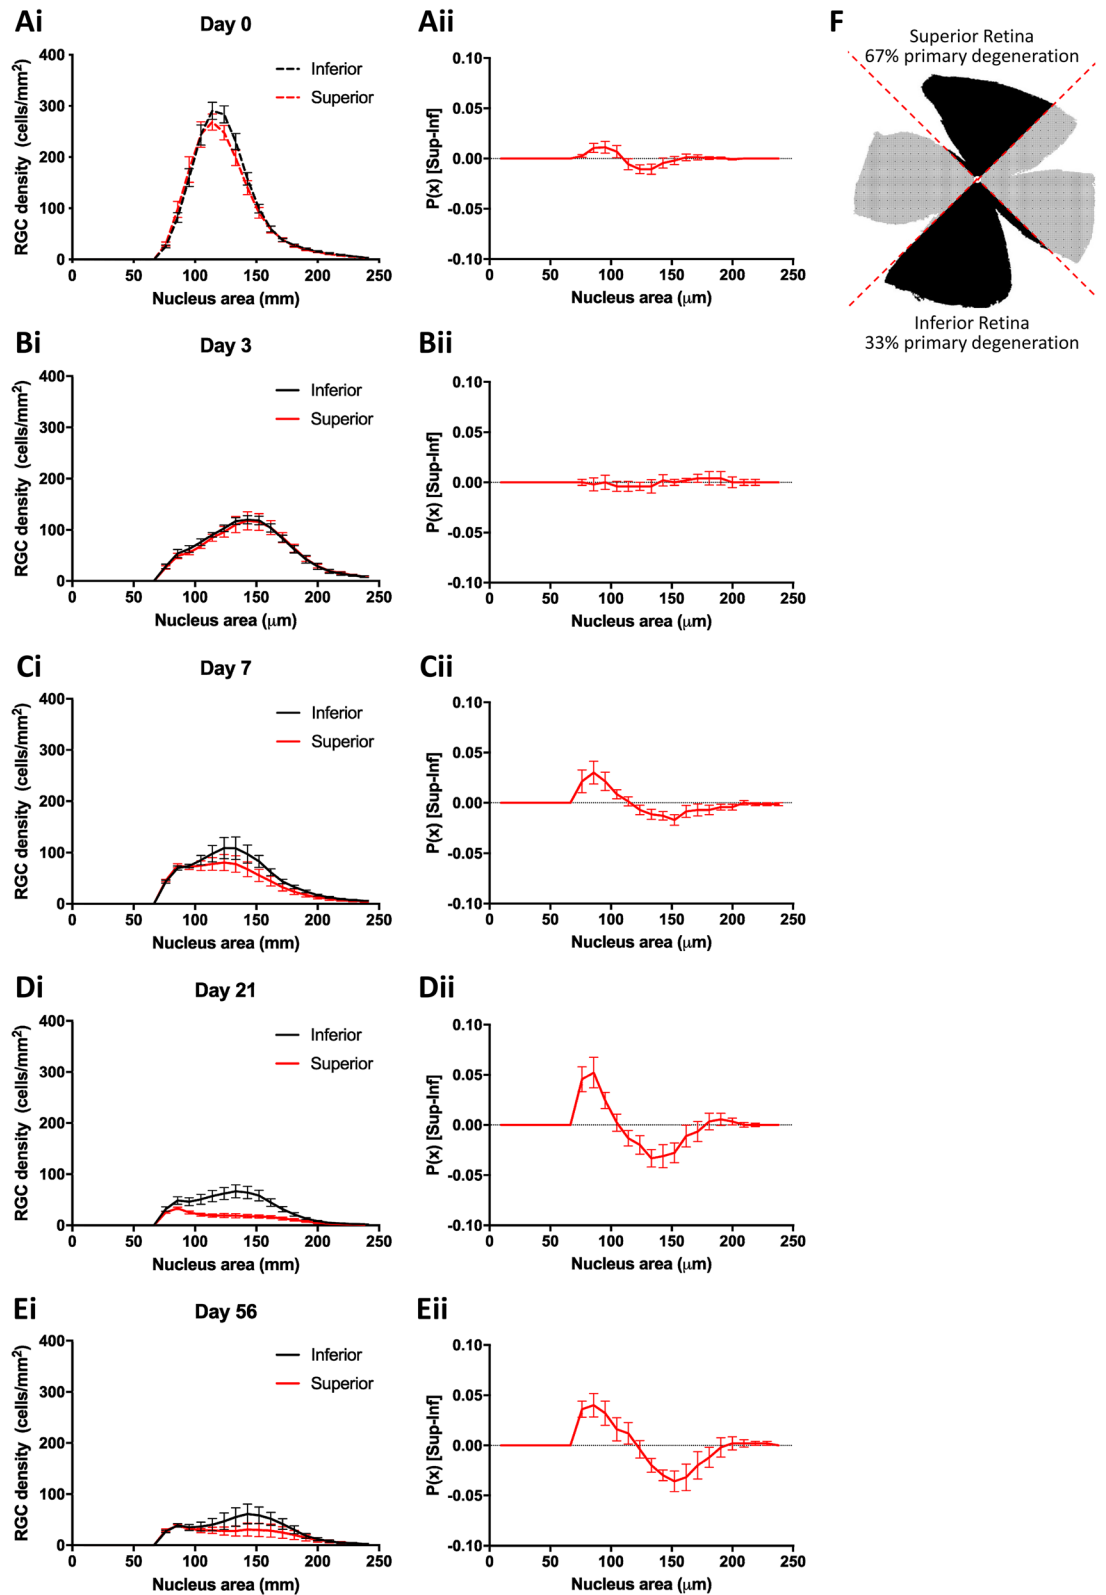 Ai
Day 0
RGC density (cells/mm²)
400
300
200
100
0
Inferior
Superior
0 50 100 150 200 250
Nucleus area (mm)
Aii
P(x) [Sup-Inf]
0.10
0.05
0.00
-0.05
-0.10
0 50 100 150 200 250
Nucleus area (μm)
F
Superior Retina
67% primary degeneration
Inferior Retina
33% primary degeneration
Bi
Day 3
RGC density (cells/mm²)
400
300
200
100
0
Inferior
Superior
0 50 100 150 200 250
Nucleus area (μm)
Bii
P(x) [Sup-Inf]
0.10
0.05
0.00
-0.05
-0.10
0 50 100 150 200 250
Nucleus area (μm)
Ci
Day 7
RGC density (cells/mm²)
400
300
200
100
0
Inferior
Superior
0 50 100 150 200 250
Nucleus area (mm)
Cii
P(x) [Sup-Inf]
0.10
0.05
0.00
-0.05
-0.10
0 50 100 150 200 250
Nucleus area (μm)
Di
Day 21
RGC density (cells/mm²)
400
300
200
100
0
Inferior
Superior
0 50 100 150 200 250
Nucleus area (mm)
Dii
P(x) [Sup-Inf]
0.10
0.05
0.00
-0.05
-0.10
0 50 100 150 200 250
Nucleus area (μm)
Ei
Day 56
RGC density (cells/mm²)
400
300
200
100
0
Inferior
Superior
0 50 100 150 200 250
Nucleus area (mm)
Eii
P(x) [Sup-Inf]
0.10
0.05
0.00
-0.05
-0.10
0 50 100 150 200 250
Nucleus area (μm)